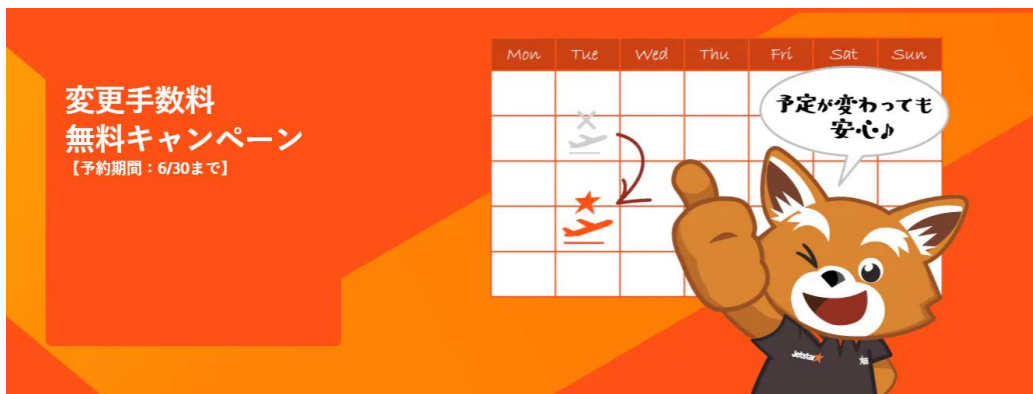 変更手数料
無料キャンペーン
【予約期間：6/30まで】
Mon Tue Wed Thu Fri Sat Sun
予定が変わっても
安心♪
Jetstar